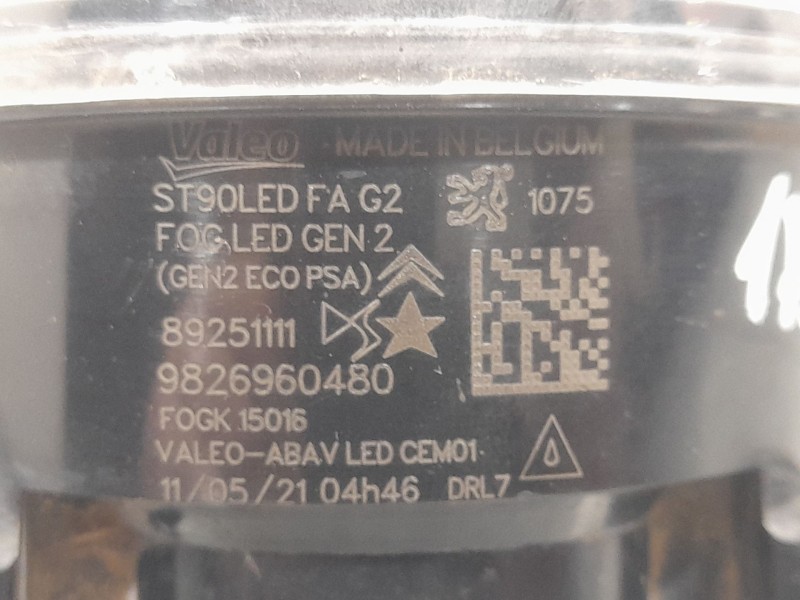 Valeo MADE IN BELGIUM
ST90LED FA G2 1075
FOG LED GEN 2
(GEN2 ECO PSA)
89251111
9826960480
FOGK 15016
VALEO-ABAV LED CEM01
11/05/21 04h46 DRL7